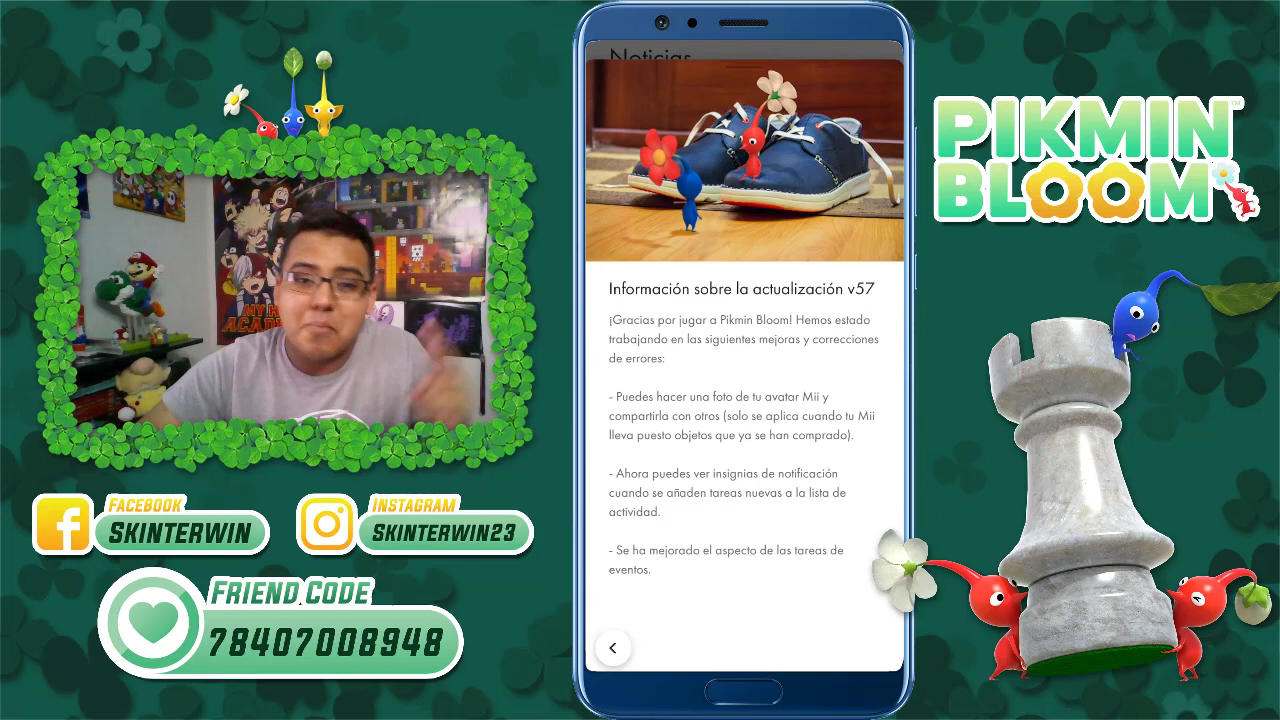 Noticias
PIKMIN™
BLOOM
MY H
ACADEM
Información sobre la actualización v57
¡Gracias por jugar a Pikmin Bloom! Hemos estado
trabajando en las siguientes mejoras y correcciones
de errores:
- Puedes hacer una foto de tu avatar Mii y
compartirla con otros (solo se aplica cuando tu Mii
lleva puesto objetos que ya se han comprado).
- Ahora puedes ver insignias de notificación
cuando se añaden tareas nuevas a la lista de
actividad.
- Se ha mejorado el aspecto de las tareas de
eventos.
FACEBOOK
SKINTERWIN
INSTAGRAM
SKINTERWIN23
FRIEND CODE
78407008948